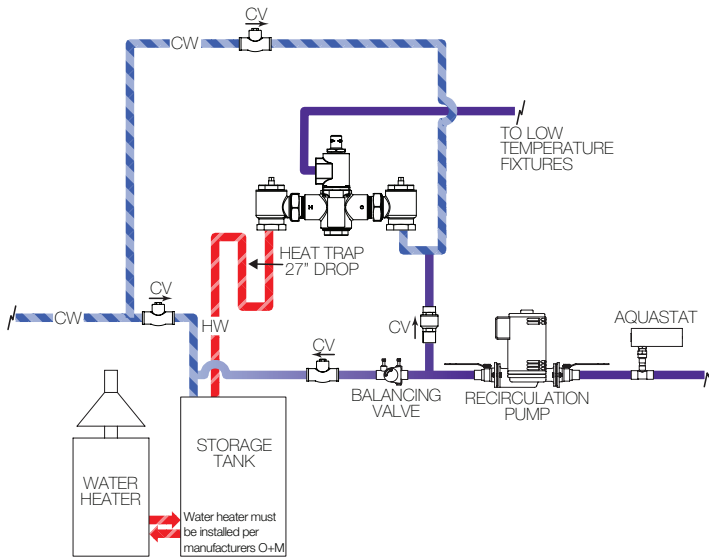 CV
CW
TO LOW
TEMPERATURE
FIXTURES
H
C
HEAT TRAP
27" DROP
CV
CW
HW
CV
AQUASTAT
CV
BALANCING
VALVE
RECIRCULATION
PUMP
STORAGE
TANK
WATER
HEATER
Water heater must
be installed per
manufacturers O+M